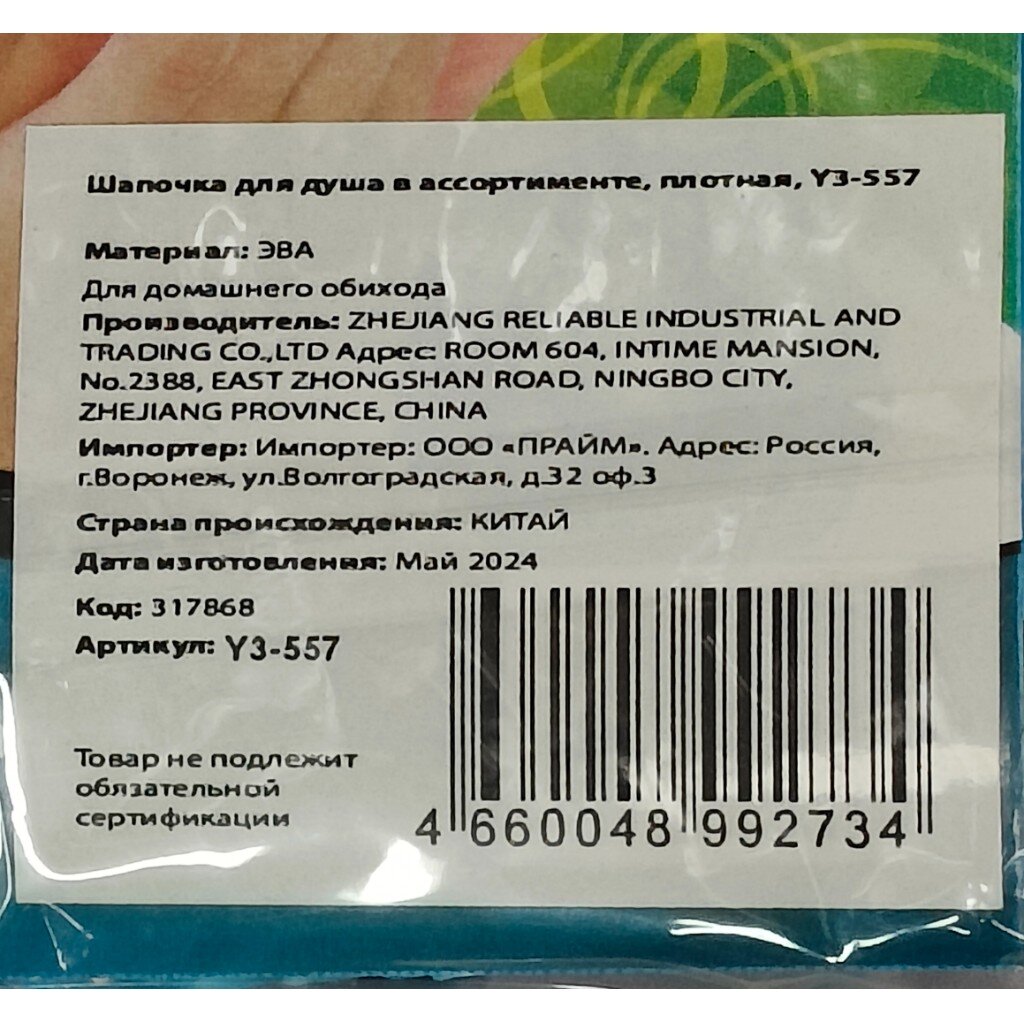 Шапочка для душа в ассортименте, плотная, Y3-557
Материал: ЭВА
Для домашнего обихода
Производитель: ZHEJIANG RELIABLE INDUSTRIAL AND
TRADING CO.,LTD Адрес: ROOM 604, INTIME MANSION,
No.2388, EAST ZHONGSHAN ROAD, NINGBO CITY,
ZHEJIANG PROVINCE, CHINA
Импортер: Импортер: ООО «ПРАЙМ». Адрес: Россия,
г.Воронеж, ул.Волгоградская, д.32 оф.3
Страна происхождения: КИТАЙ
Дата изготовления: Май 2024
Код: 317868
Артикул: Y3-557
Товар не подлежит
обязательной
сертификации
4 660048 992734